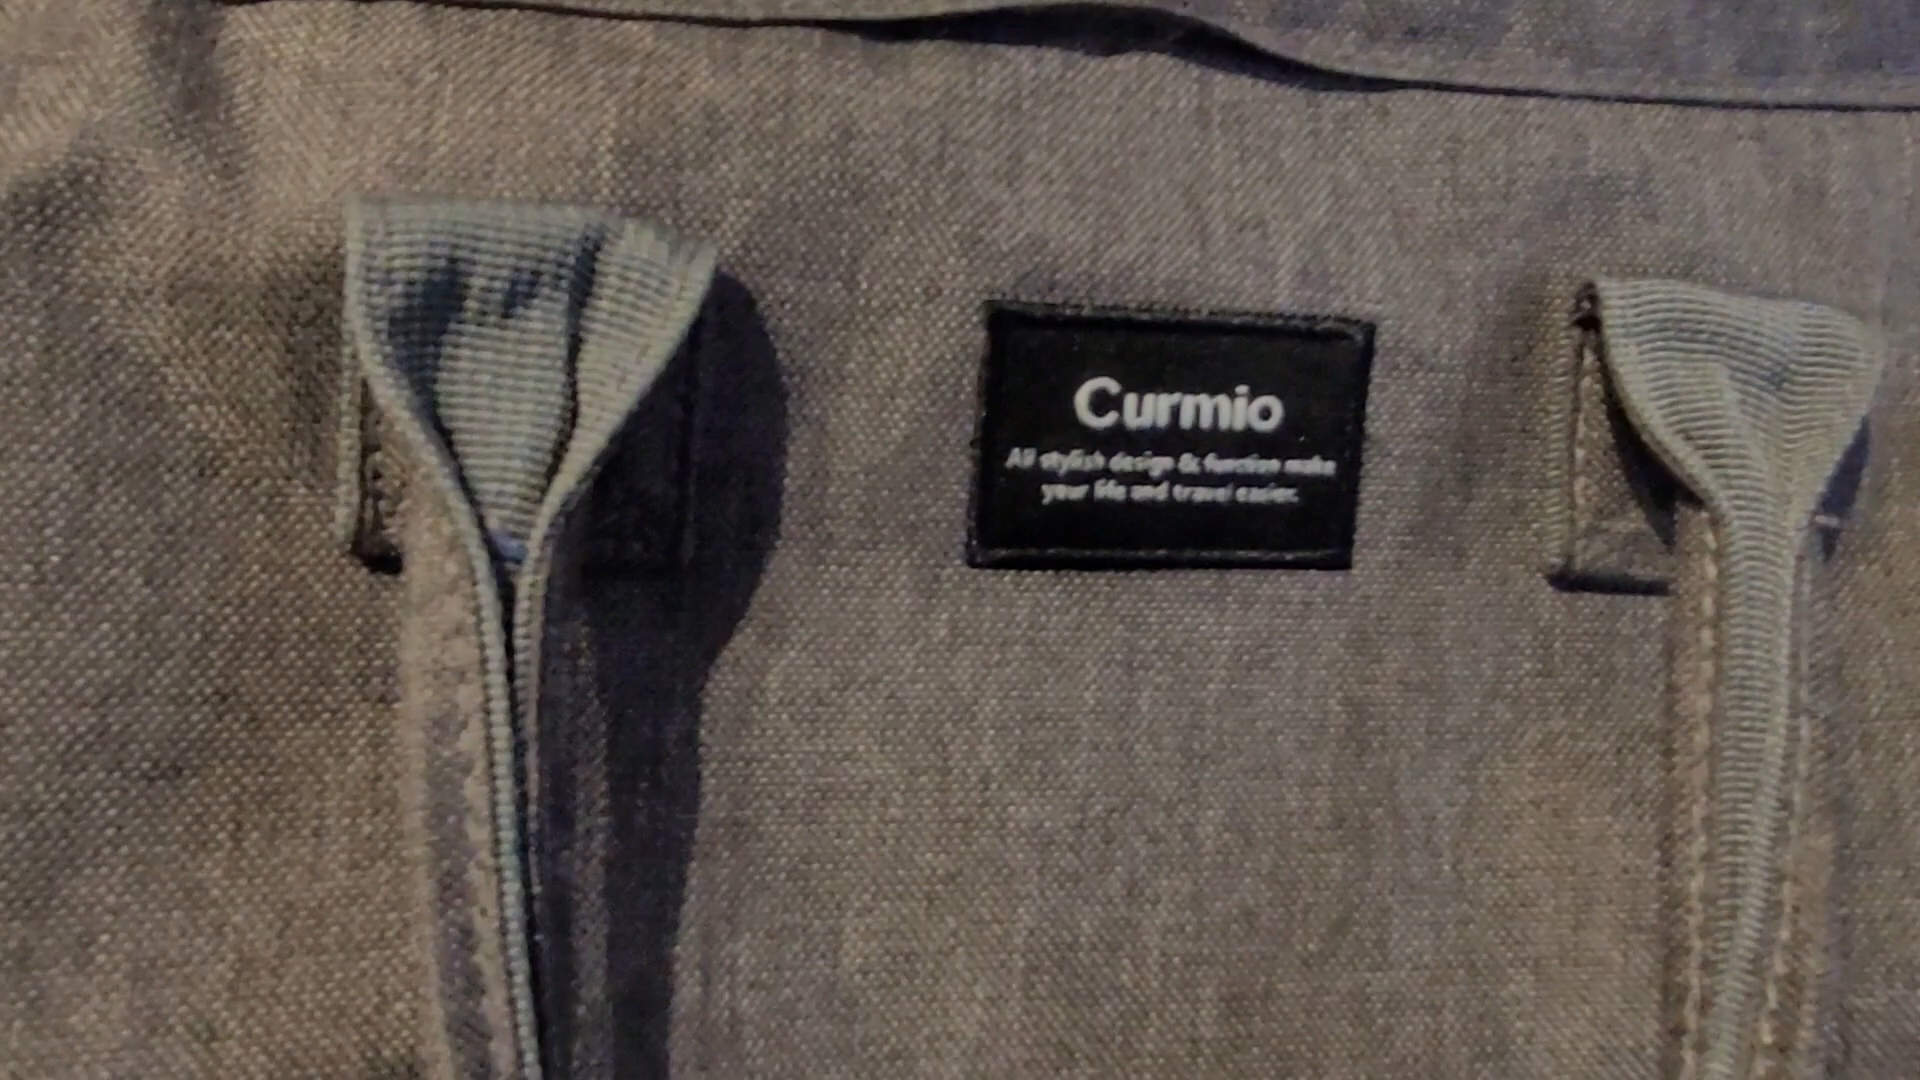 Curmio
All stylish design & function make
your life and travel easier.